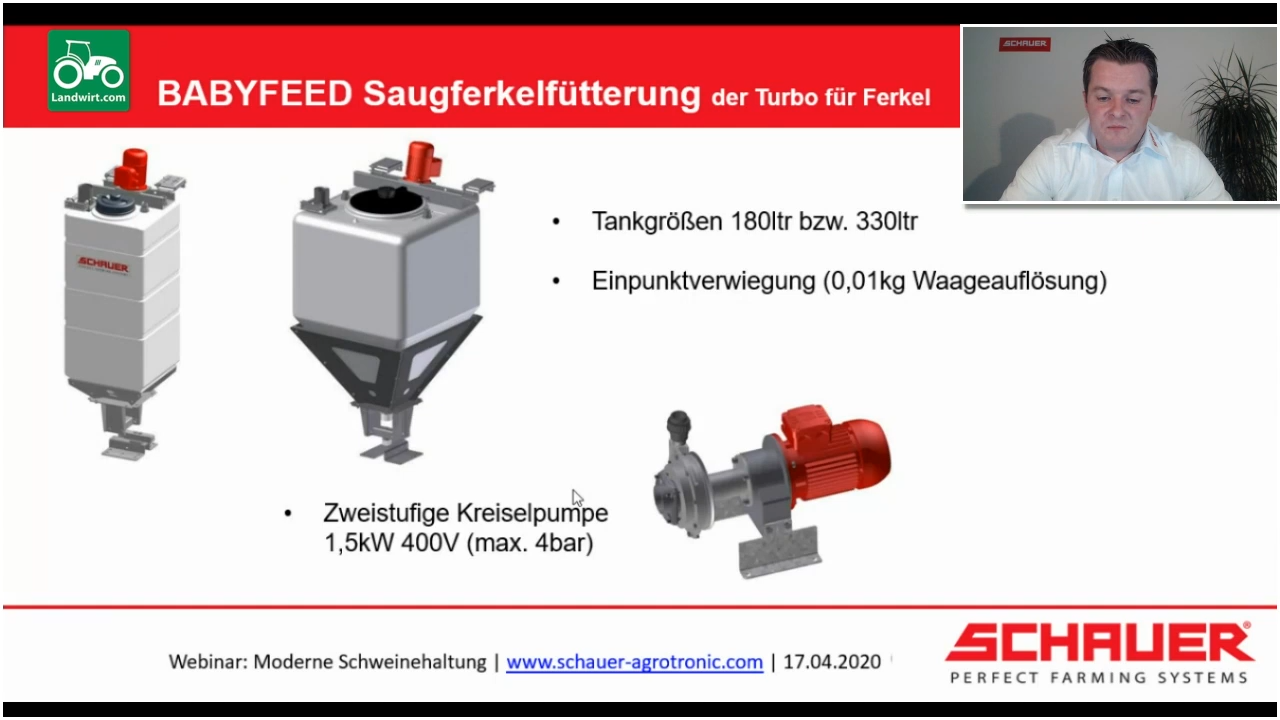 Landwirt.com
BABYFEED Saugferkelfütterung der Turbo für Ferkel
SCHAUER
SCHAUER
• Tankgrößen 180ltr bzw. 330ltr
• Einpunktverwiegung (0,01kg Waageauflösung)
• Zweistufige Kreiselpumpe
1,5kW 400V (max. 4bar)
Webinar: Moderne Schweinehaltung | www.schauer-agrotronic.com | 17.04.2020
SCHAUER®
PERFECT FARMING SYSTEMS